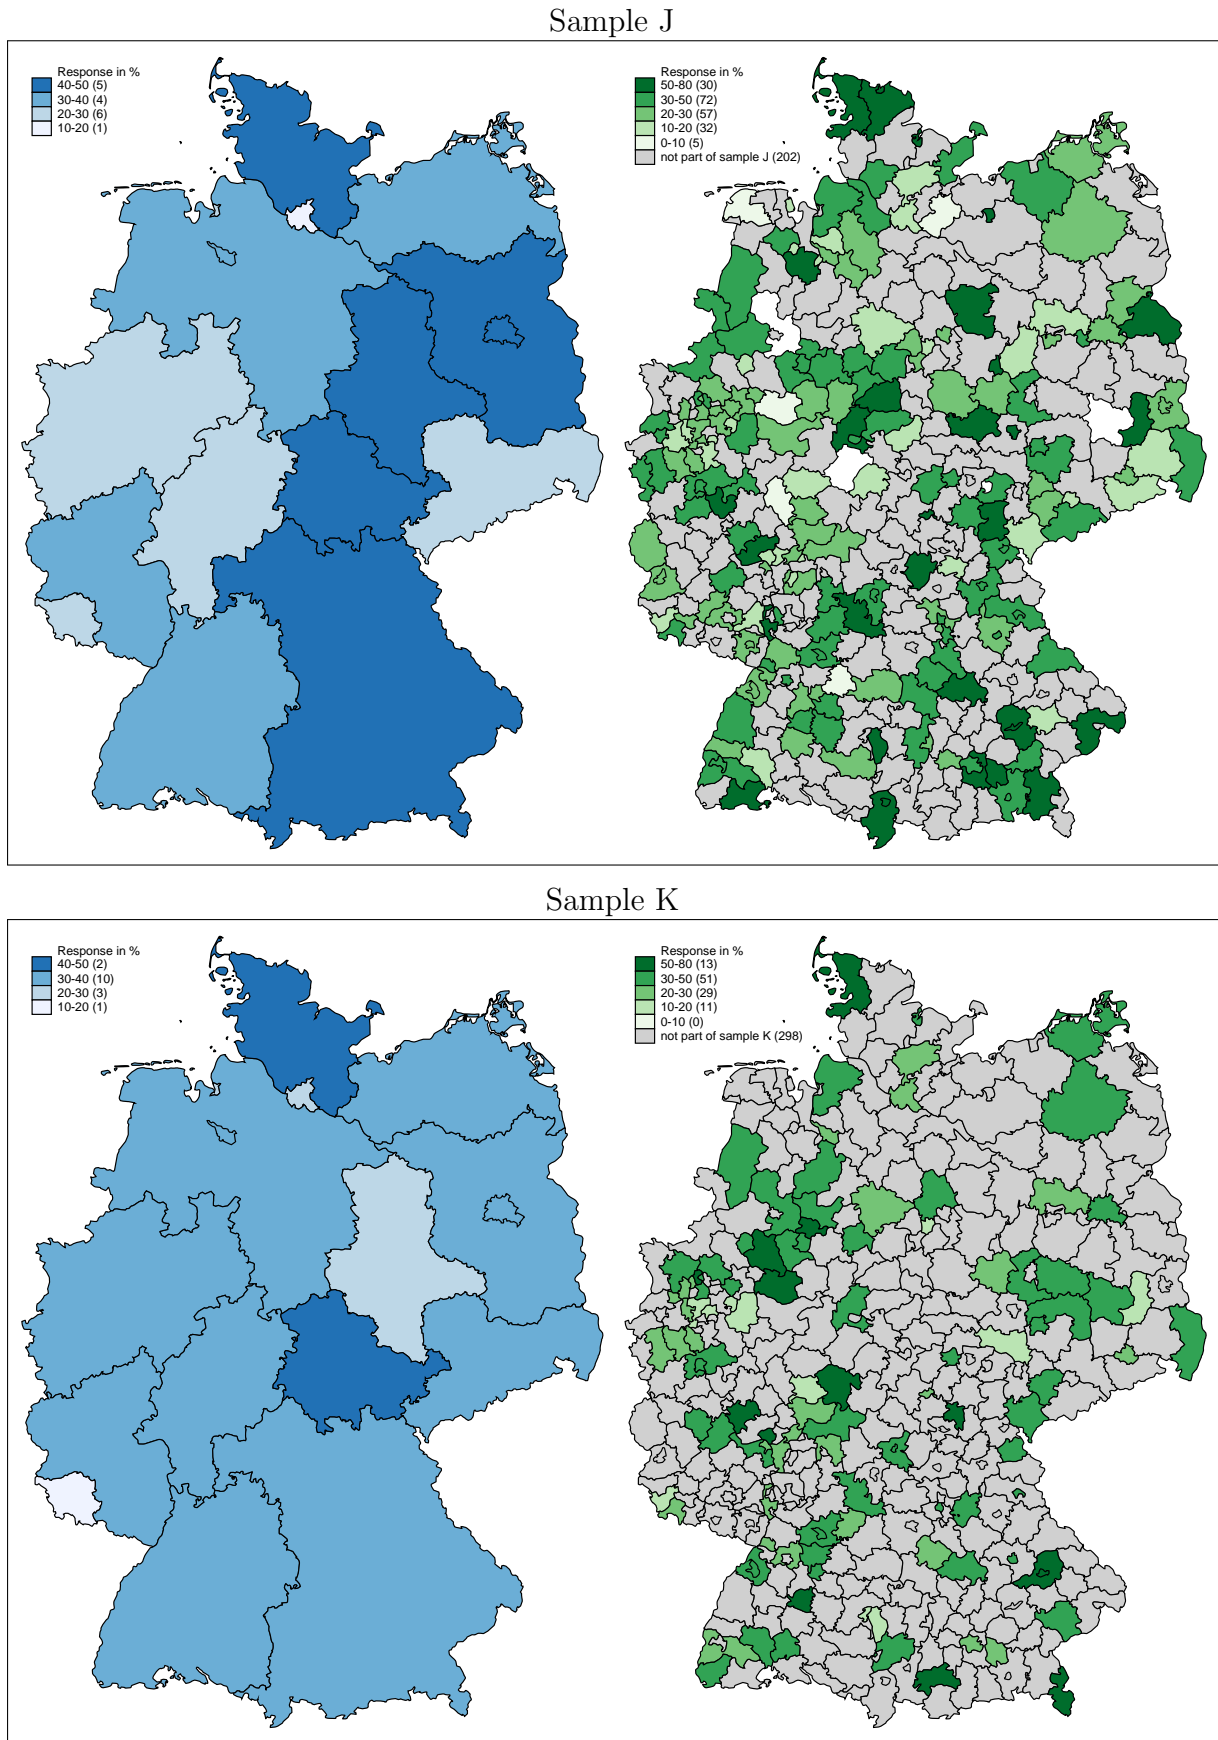 Sample J
Response in %
40-50 (5)
30-40 (4)
20-30 (6)
10-20 (1)
Response in %
50-80 (30)
30-50 (72)
20-30 (57)
10-20 (32)
0-10 (5)
not part of sample J (202)
Sample K
Response in %
40-50 (2)
30-40 (10)
20-30 (3)
10-20 (1)
Response in %
50-80 (13)
30-50 (51)
20-30 (29)
10-20 (11)
0-10 (0)
not part of sample K (298)